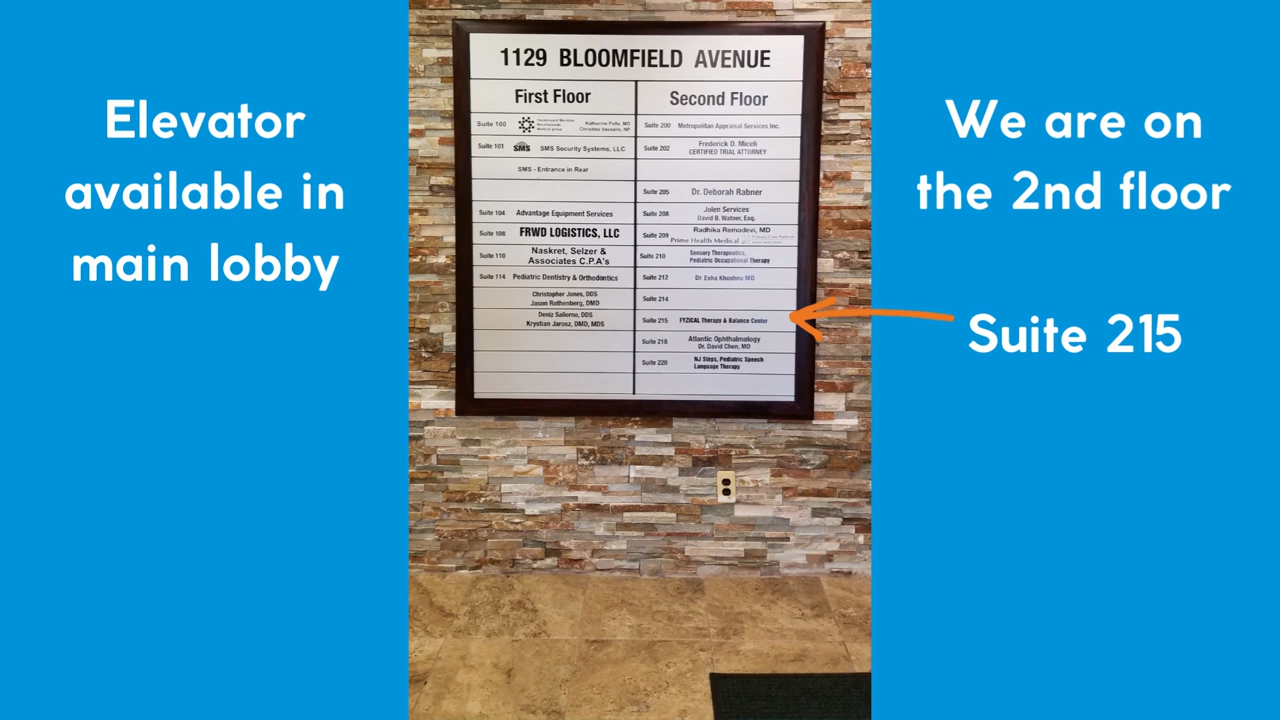 Elevator
available in
main lobby
1129 BLOOMFIELD AVENUE
First Floor
Suite 100 Hackensack Meridian Katherine Polla, MD
Medical group Christina Vassallo, NP
Suite 101 SMS SMS Security Systems, LLC
SMS - Entrance in Rear
Suite 104 Advantage Equipment Services
Suite 108 FRWD LOGISTICS, LLC
Suite 110 Naskret, Selzer &
Associates C.P.A's
Suite 114 Pediatric Dentistry & Orthodontics
Christopher Jones, DDS
Jason Rothenberg, DMD
Deniz Salierno, DDS
Krystian Jarosz, DMD, MDS
Second Floor
Suite 200 Metropolitan Appraisal Services Inc.
Suite 202 Frederick D. Miceli
CERTIFIED TRIAL ATTORNEY
Suite 205 Dr. Deborah Rabner
Suite 208 Jolen Services
David B. Watner, Esq.
Suite 209 Radhika Remadevi, MD
Prime Health Medical
Suite 210 Sensory Therapeutics,
Pediatric Occupational Therapy
Suite 212 Dr. Esha Khoshnu MD
Suite 214
Suite 215 FYZICAL Therapy & Balance Center
Suite 218 Atlantic Ophthalmology
Dr. David Chen, MD
Suite 220 NJ Steps, Pediatric Speech
Language Therapy
We are on
the 2nd floor
Suite 215